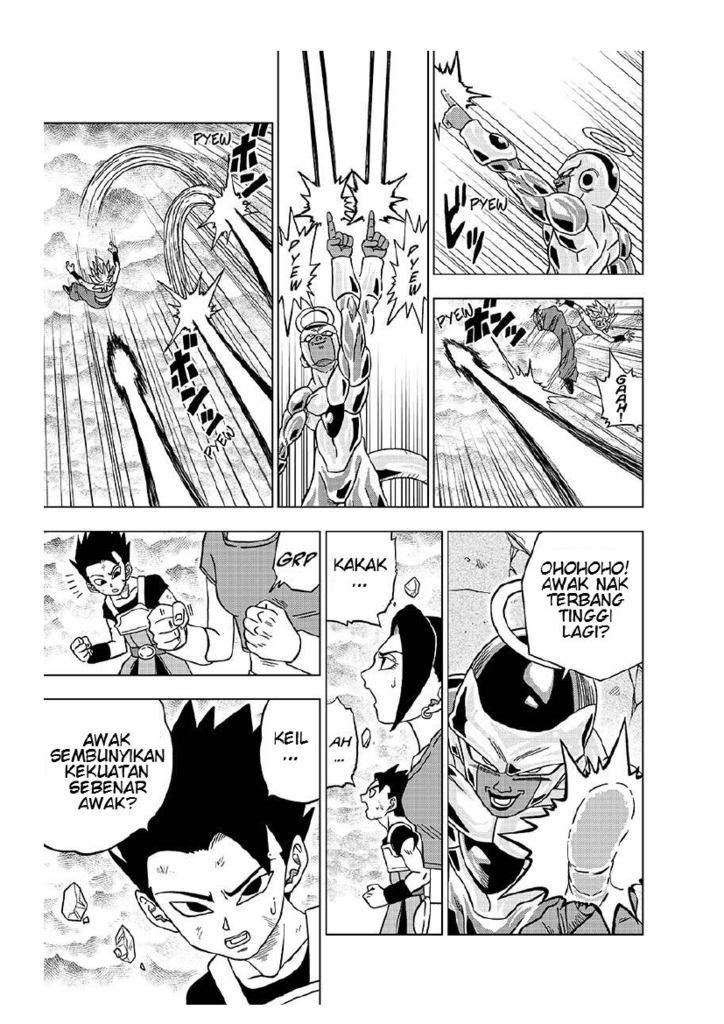 PYEW
ビッ
PYEW
ボンッ
GAAH!
PYEW
PYEW
PYEW
ボンッ
ボンッ
PYEW
OHOHOHO!
AWAK NAK
TERBANG
TINGGI
LAGI?
KAKAK
...
AH
...
GRP
KEIL
...
AWAK
SEMBUNYIKAN
KEKUATAN
SEBENAR
AWAK?